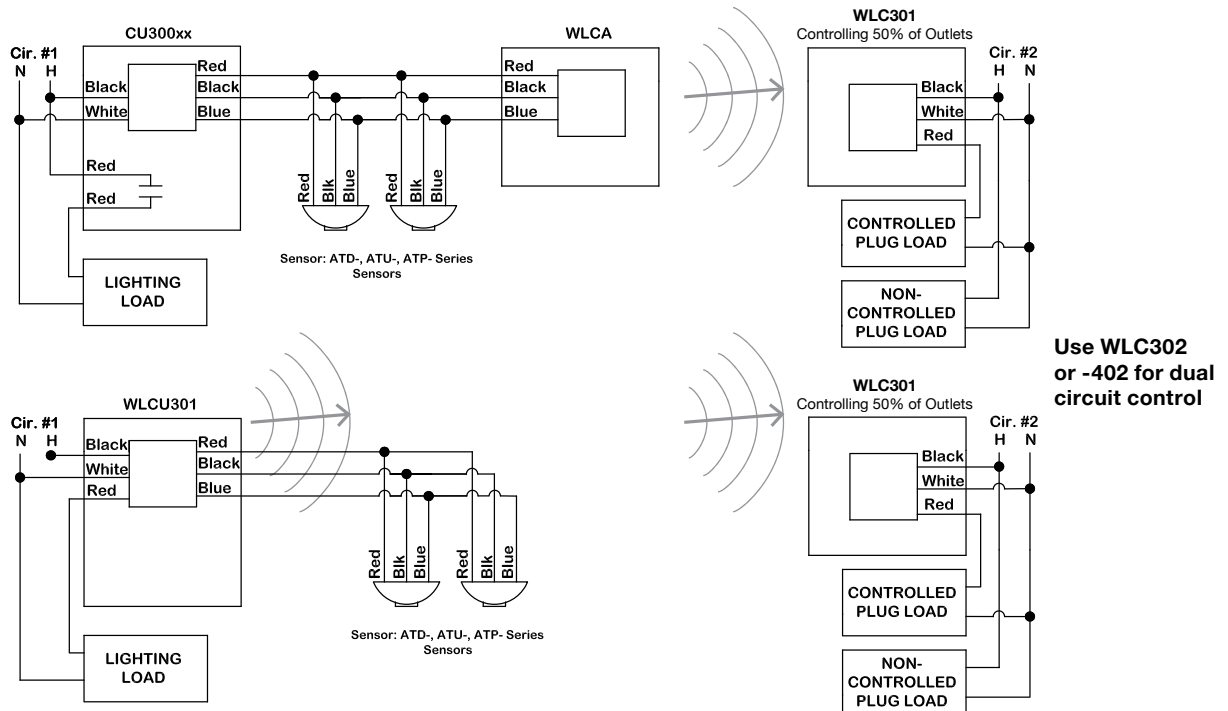 CU300xx
Cir. #1
N H
Black
White
Red
Red
Red
Black
Blue
LIGHTING
LOAD
Red
Blk
Blue
Red
Blk
Blue
Sensor: ATD-, ATU-, ATP- Series
Sensors
WLCA
Red
Black
Blue
WLC301
Controlling 50% of Outlets
Cir. #2
H N
Black
White
Red
CONTROLLED
PLUG LOAD
NON-
CONTROLLED
PLUG LOAD
Use WLC302
or -402 for dual
circuit control
WLCU301
Cir. #1
N H
Black
White
Red
Red
Black
Blue
LIGHTING
LOAD
Red
Blk
Blue
Red
Blk
Blue
Sensor: ATD-, ATU-, ATP- Series
Sensors
WLC301
Controlling 50% of Outlets
Cir. #2
H N
Black
White
Red
CONTROLLED
PLUG LOAD
NON-
CONTROLLED
PLUG LOAD